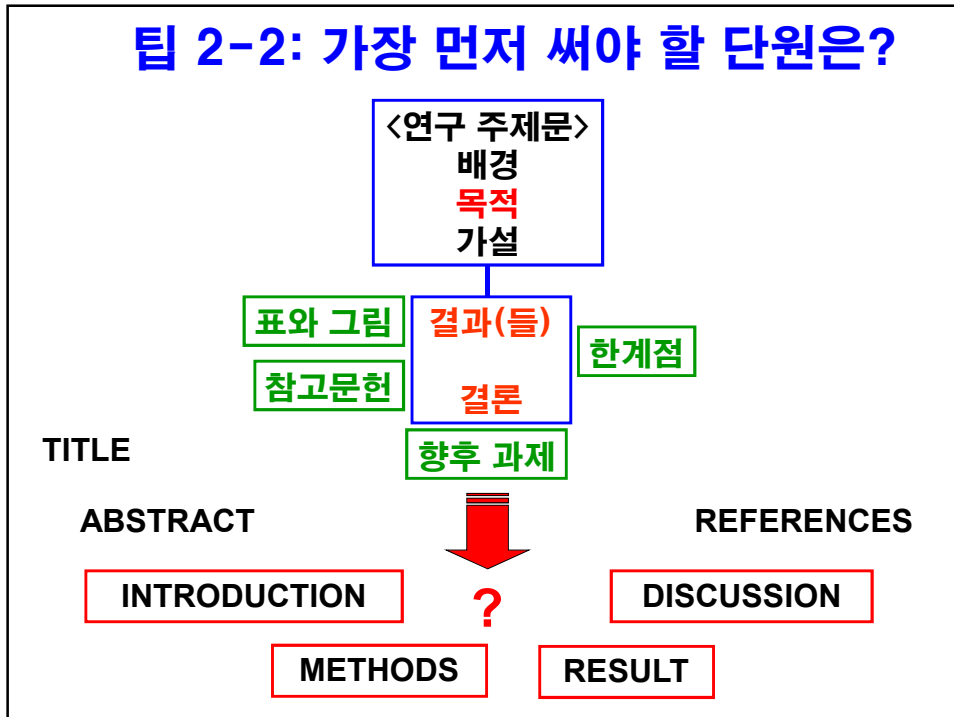 팁 2-2: 가장 먼저 써야 할 단원은?
<연구 주제문>
배경
목적
가설
표와 그림
결과(들)
한계점
참고문헌
결론
향후 과제
TITLE
ABSTRACT
REFERENCES
INTRODUCTION
?
DISCUSSION
METHODS
RESULT